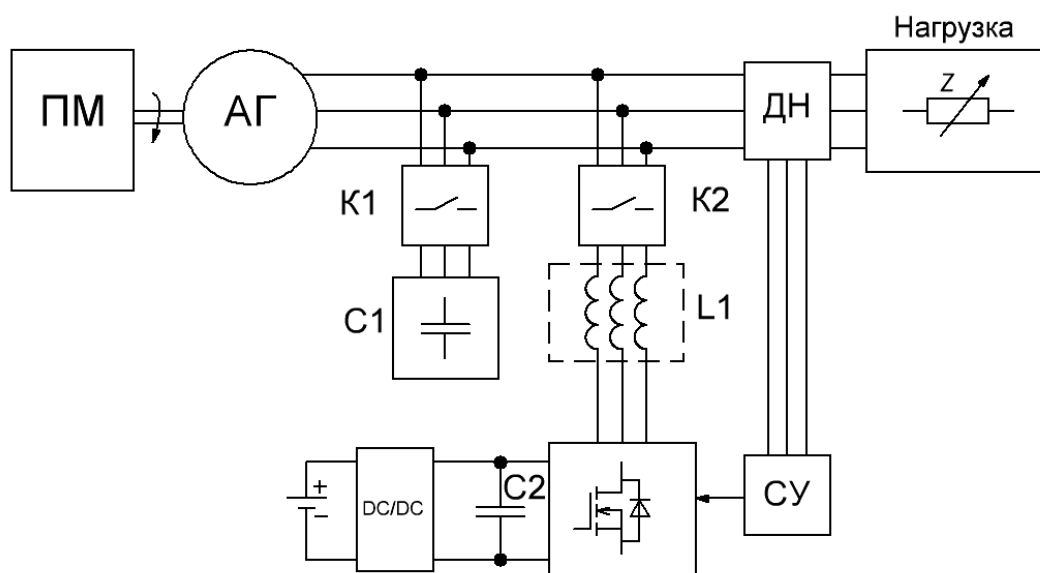 Нагрузка
ПМ
АГ
ДН
Z
К1
К2
С1
L1
+
-
DC/DC
С2
СУ